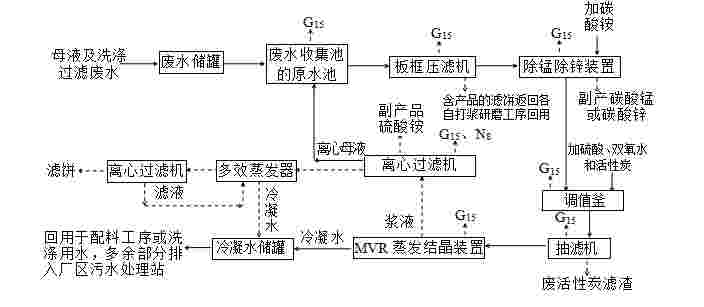 G15
加碳
酸铵
G15
G15
母液及洗涤
过滤废水
废水储罐
废水收集池
的原水池
板框压滤机
除锰除锌装置
含产品的滤饼返回各
自打浆研磨工序回用
副产碳酸锰
或碳酸锌
副产品
硫酸铵
G15、N8
离心母液
加硫酸、双氧水
和活性炭
滤饼
离心过滤机
多效蒸发器
离心过滤机
G15
滤液
调值釜
冷
凝
水
浆液
G15
G15
回用于配料工序或洗
涤用水，多余部分排
入厂区污水处理站
冷凝水储罐
冷凝水
MVR 蒸发结晶装置
抽滤机
废活性炭滤渣